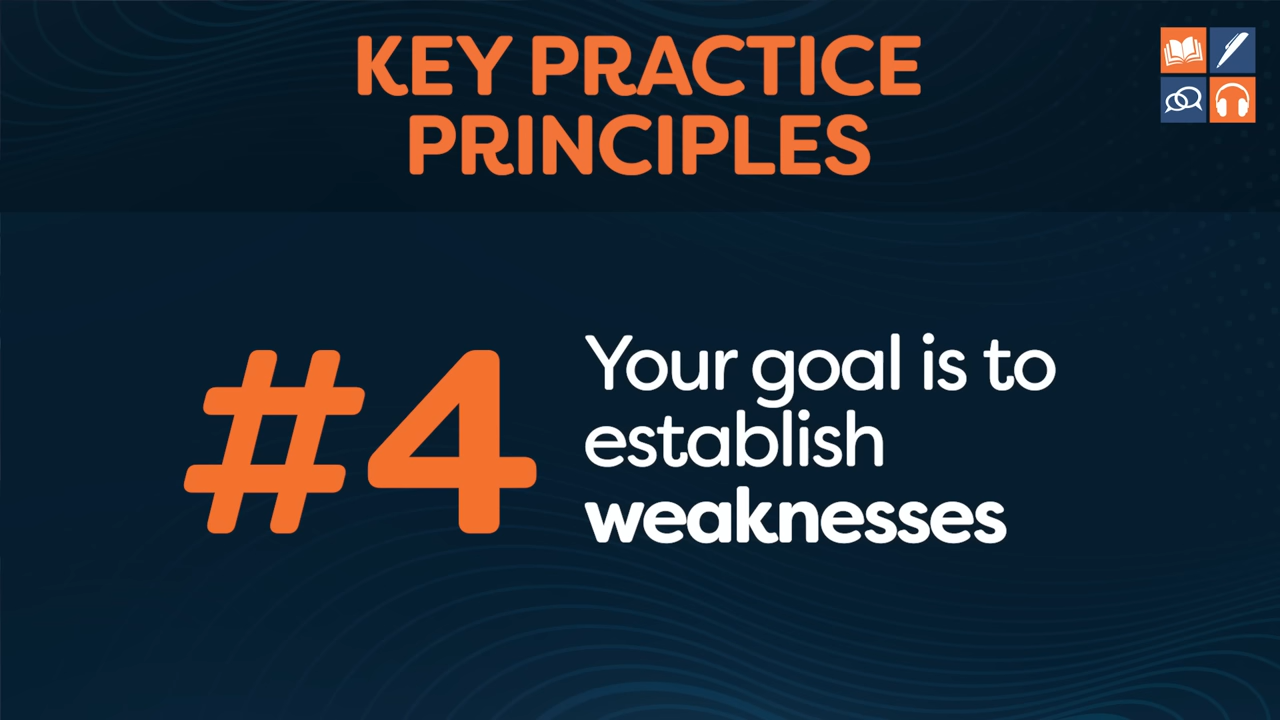 KEY PRACTICE
PRINCIPLES
#4
Your goal is to
establish
weaknesses